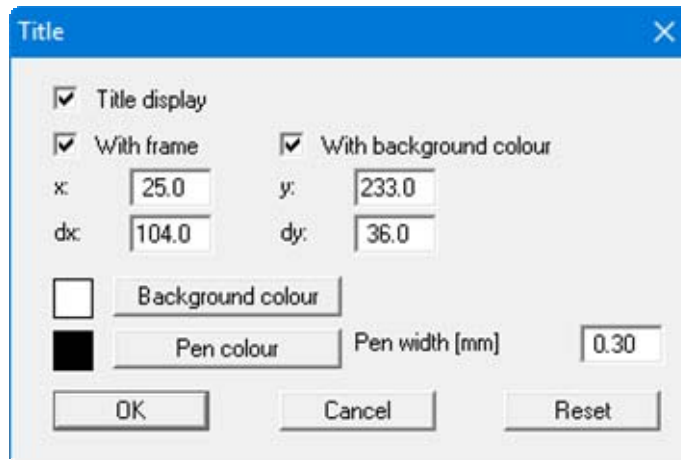 Title
Title display
With frame With background colour
x: 25.0 y: 233.0
dx: 104.0 dy: 36.0
Background colour
Pen colour Pen width [mm] 0.30
OK Cancel Reset